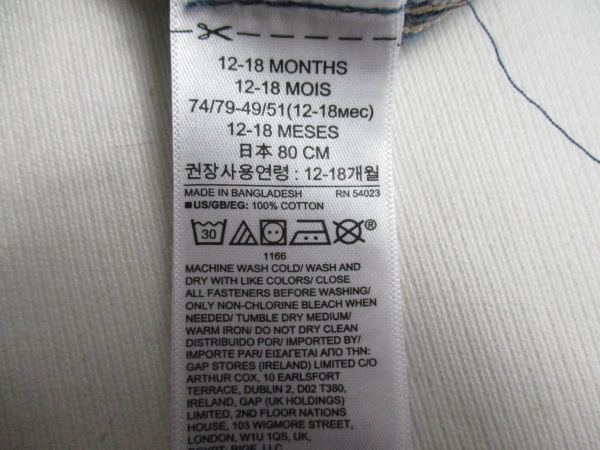 12-18 MONTHS
12-18 MOIS
74/79-49/51(12-18мес)
12-18 MESES
日本 80 CM
권장사용연령 : 12-18개월
MADE IN BANGLADESH RN 54023
■US/GB/EG: 100% COTTON
30 ®
1166
MACHINE WASH COLD/ WASH AND
DRY WITH LIKE COLORS/ CLOSE
ALL FASTENERS BEFORE WASHING/
ONLY NON-CHLORINE BLEACH WHEN
NEEDED/ TUMBLE DRY MEDIUM/
WARM IRON/ DO NOT DRY CLEAN
DISTRIBUIDO POR/ IMPORTED BY/
IMPORTE PAR/ ΕΙΣΑΓΕΤΑΙ ΑΠΟ ΤΗΝ:
GAP STORES (IRELAND) LIMITED C/O
ARTHUR COX, 10 EARLSFORT
TERRACE, DUBLIN 2, D02 T380,
IRELAND, GAP (UK HOLDINGS)
LIMITED, 2ND FLOOR NATIONS
HOUSE, 103 WIGMORE STREET,
LONDON, W1U 1QS, UK,
EGYPT: RIGE, LLC